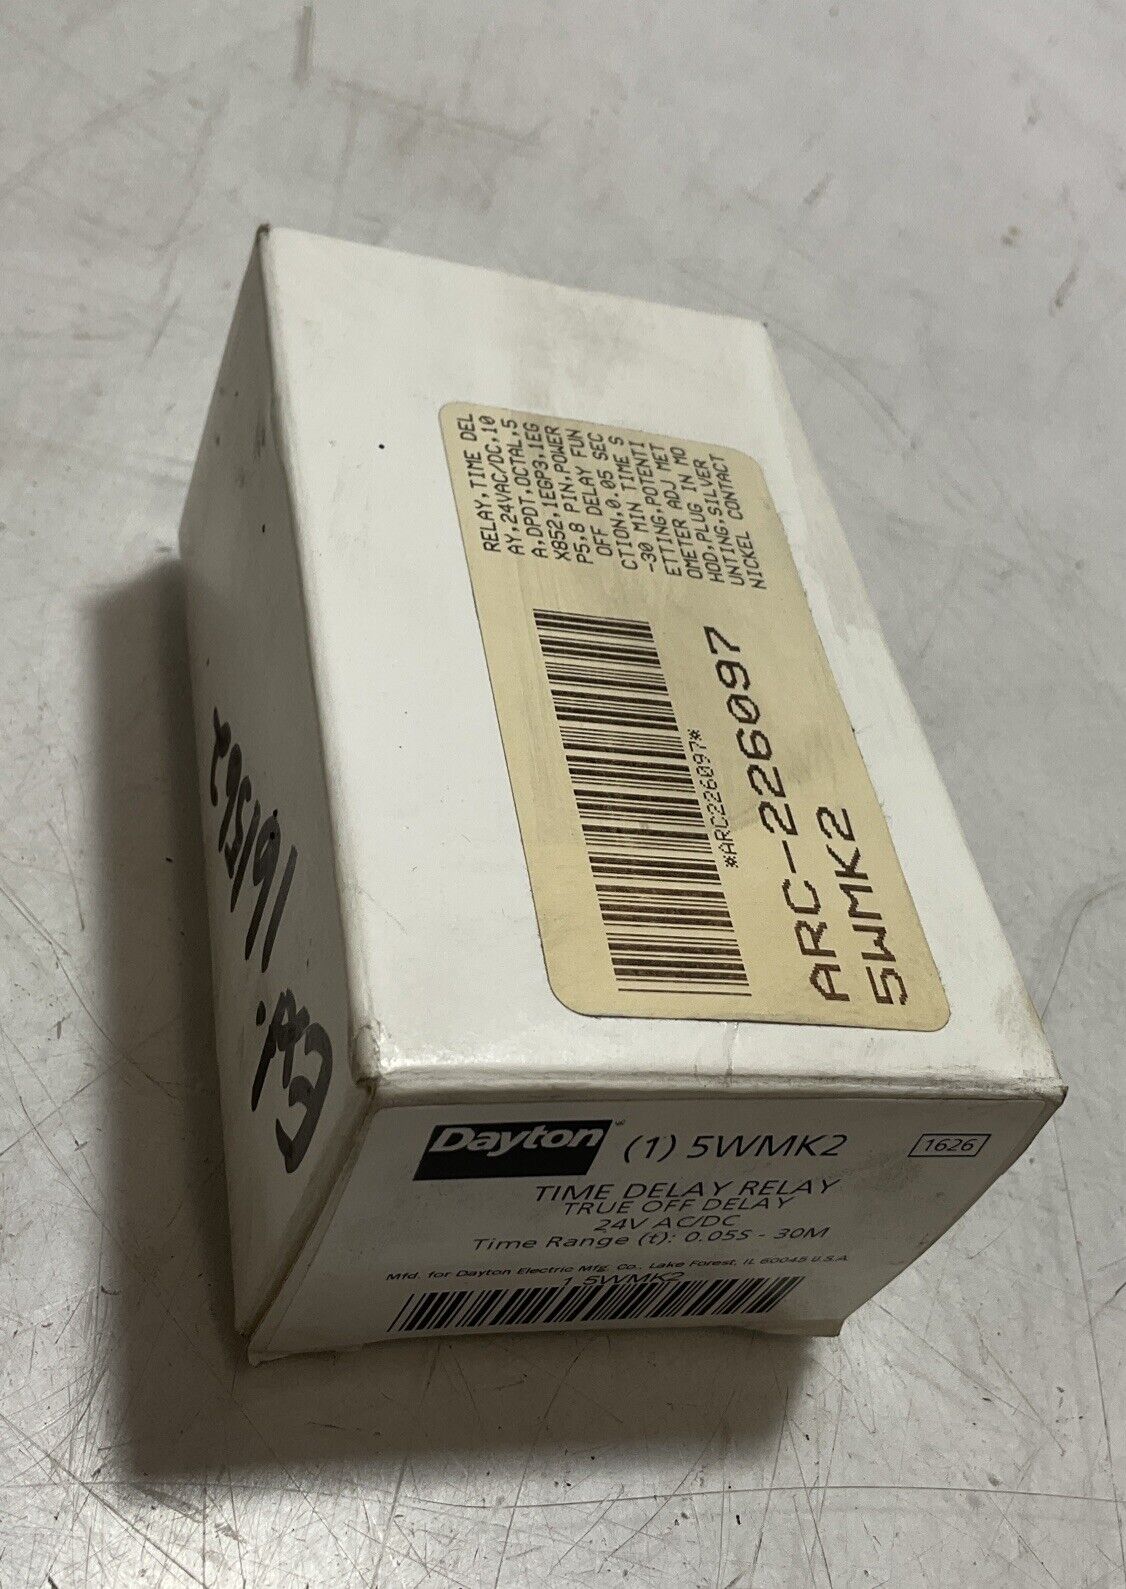 RELAY,TIME DEL
AY,24VAC/DC,10
A,DPDT,OCTAL,5
X852,1EGP3,1EG
P5,8 PIN,POWER
OFF DELAY FUN
CTION,0.05 SEC
-30 MIN TIME S
ETTING,POTENTI
OMETER ADJ MET
HOD,PLUG IN MO
UNTING,SILVER
NICKEL CONTACT
*ARC226097*
ARC-226097
5WMK2
Dayton (1) 5WMK2 1626
TIME DELAY RELAY
TRUE OFF DELAY
24V AC/DC
Time Range (t): 0.05S - 30M
Mfd. for Dayton Electric Mfg. Co., Lake Forest, IL 60045 U.S.A.
1 5WMK2